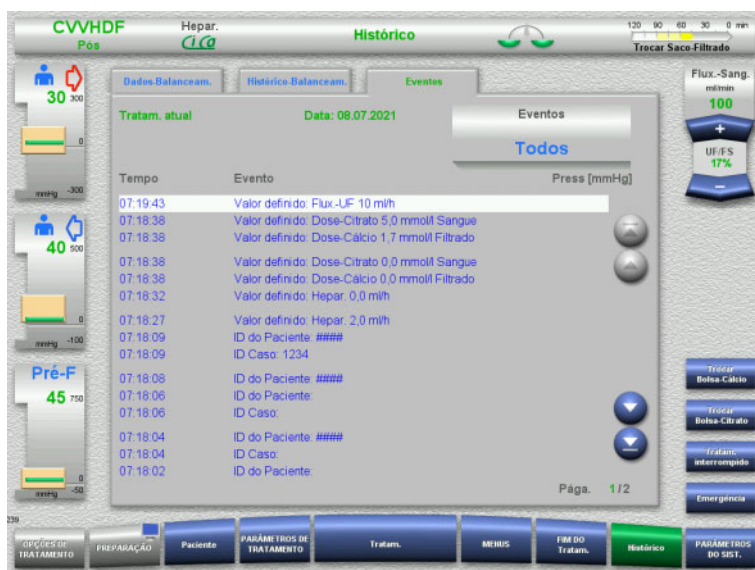 CVVHDF
Pós
Hepar.
CiCa
Histórico
120 90 60 30 0 min
Trocar Saco-Filtrado
30 300
0
mmHg -300
40 500
0
mmHg -100
Pré-F
45 750
0
mmHg -50
239
Dados-Balanceam.
Histórico-Balanceam.
Eventos
Tratam. atual
Data: 08.07.2021
Eventos
Todos
Tempo Evento Press [mmHg]
07:19:43 Valor definido: Flux.-UF 10 ml/h
07:18:38 Valor definido: Dose-Citrato 5,0 mmol/l Sangue
07:18:38 Valor definido: Dose-Cálcio 1,7 mmol/l Filtrado
07:18:38 Valor definido: Dose-Citrato 0,0 mmol/l Sangue
07:18:38 Valor definido: Dose-Cálcio 0,0 mmol/l Filtrado
07:18:32 Valor definido: Hepar. 0,0 ml/h
07:18:27 Valor definido: Hepar. 2,0 ml/h
07:18:09 ID do Paciente: ####
07:18:09 ID Caso: 1234
07:18:08 ID do Paciente: ####
07:18:06 ID do Paciente:
07:18:06 ID Caso:
07:18:04 ID do Paciente: ####
07:18:04 ID Caso:
07:18:02 ID do Paciente:
Pága. 1/2
Flux.-Sang.
ml/min
100
+
UF/FS
17%
–
Trocar
Bolsa-Cálcio
Trocar
Bolsa-Citrato
Tratam.
interrompido
Emergência
OPÇÕES DE
TRATAMENTO
PREPARAÇÃO
Paciente
PARÂMETROS DE
TRATAMENTO
Tratam.
MENUS
FIM DO
Tratam.
Histórico
PARÂMETROS
DO SIST.